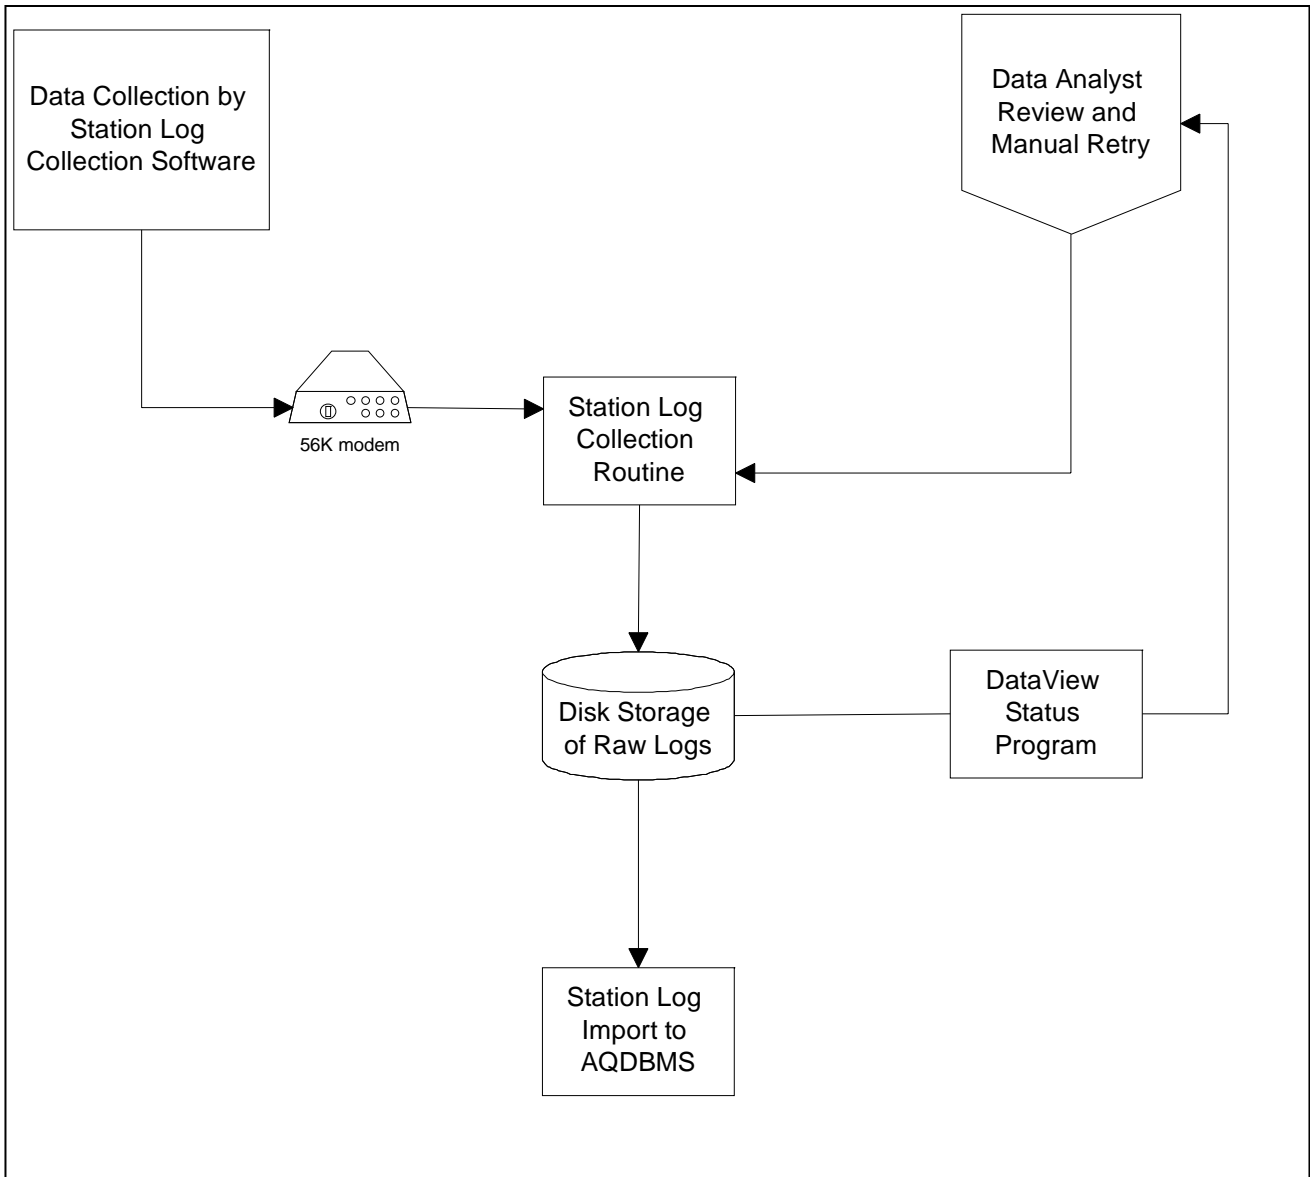 Data Collection by
Station Log
Collection Software
Data Analyst
Review and
Manual Retry
56K modem
Station Log
Collection
Routine
Disk Storage
of Raw Logs
DataView
Status
Program
Station Log
Import to
AQDBMS